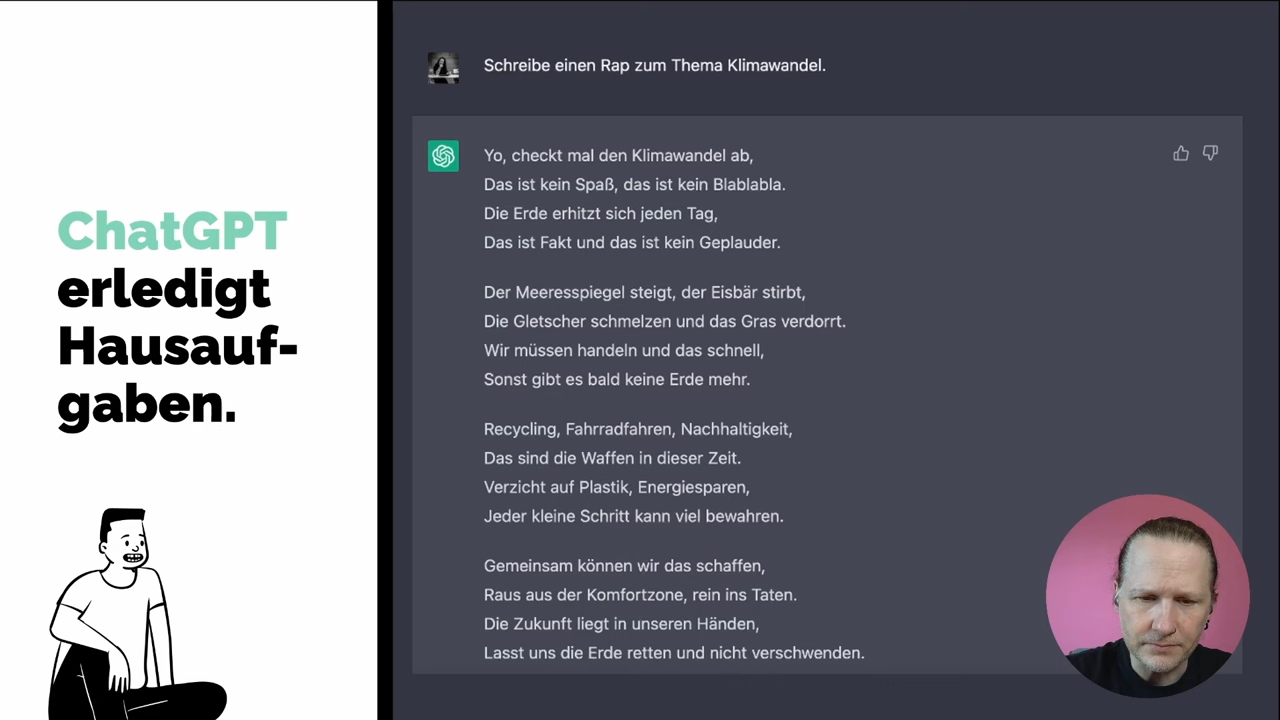 ChatGPT
erledigt
Hausauf-
gaben.
Schreibe einen Rap zum Thema Klimawandel.
Yo, checkt mal den Klimawandel ab,
Das ist kein Spaß, das ist kein Blablabla.
Die Erde erhitzt sich jeden Tag,
Das ist Fakt und das ist kein Geplauder.
Der Meeresspiegel steigt, der Eisbär stirbt,
Die Gletscher schmelzen und das Gras verdorrt.
Wir müssen handeln und das schnell,
Sonst gibt es bald keine Erde mehr.
Recycling, Fahrradfahren, Nachhaltigkeit,
Das sind die Waffen in dieser Zeit.
Verzicht auf Plastik, Energiesparen,
Jeder kleine Schritt kann viel bewahren.
Gemeinsam können wir das schaffen,
Raus aus der Komfortzone, rein ins Taten.
Die Zukunft liegt in unseren Händen,
Lasst uns die Erde retten und nicht verschwenden.